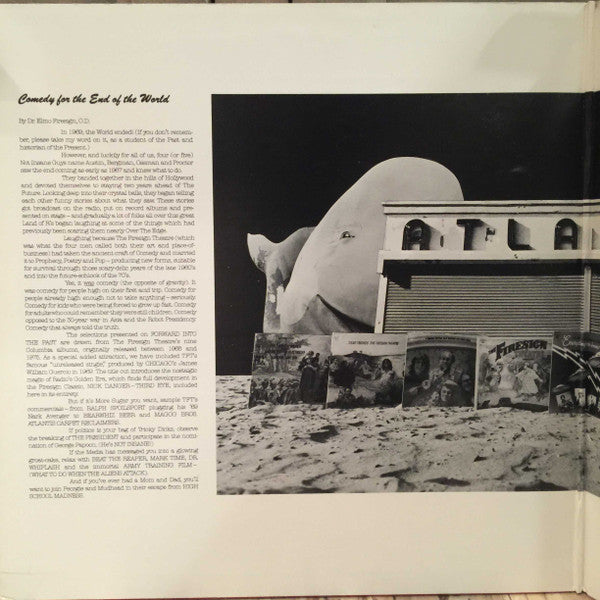 Comedy for the End of the World
By Dr. Elmo Firesign, O.D.
In 1969, the World ended! (If you don't remem-
ber, please take my word on it, as a student of the Past and
historian of the Present.)
However, and luckily for all of us, four (or five)
Not Insane Guys name Austin, Bergman, Ossman and Proctor
saw the end coming as early as 1967 and knew what to do.
They banded together in the hills of Hollywood
and devoted themselves to staying two years ahead of The
Future. Looking deep into their crystal balls, they began telling
each other funny stories about what they saw. These stories
got broadcast on the radio, put on record albums and pre-
sented on stage – and gradually a lot of folks all over this great
Land of Its began laughing at some of the things which had
previously been scaring them nearly Over The Edge.
Laughing because The Firesign Theatre (which
was what the four men called both their art and place-of-
business) had taken the ancient craft of Comedy and married
it to Prophecy, Poetry and Pop – producing new forms, suitable
for survival through those scary-debz years of the late 1960's
and into the future-schlock of the 70's.
Yes, it was comedy (the opposite of gravity). It
was comedy for people high on their first acid trip. Comedy for
people already high enough not to take anything – seriously.
Comedy for kids who were being forced to grow up fast. Comedy
for adults who could remember they were still children. Comedy
opposed to the 30-year war in Asia and the Robot Presidency.
Comedy that always told the truth.
The selections presented on FORWARD INTO
THE PAST are drawn from The Firesign Theatre's nine
Columbia albums, originally released between 1968 and
1975. As a special added attraction, we have included TFT's
famous "unreleased single," produced by CHICAGO's James
William Guercio in 1969. The title cut introduces the nostalgic
magic of Radio's Golden Era, which finds full development in
the Firesign Classic, NICK DANGER – THIRD EYE, included
here in its entirety.
But if it's More Sugar you want, sample TFT's
commercials – from RALPH SPOILSPORT plugging his '69
Stark Avenger to BEARWHIZ BEER and MAGOG BROS.
ATLANTIS CARPET RECLAIMERS.
If politics is your bag of Tricky Dicks, observe
the breaking of THE PRESIDENT and participate in the nomi-
nation of George Papoon. (He's NOT INSANE!)
If the Media has massaged you into a glowing
gross-cake, relax with BEAT THE REAPER, MARK TIME, DR.
WHIPLASH and the immortal ARMY TRAINING FILM –
(WHAT TO DO WHEN THE ALIENS ATTACK).
And if you've ever had a Mom and Dad, you'll
want to join Peorgie and Mudhead in their escape from HIGH
SCHOOL MADNESS.
ATLA
FIRESIGN